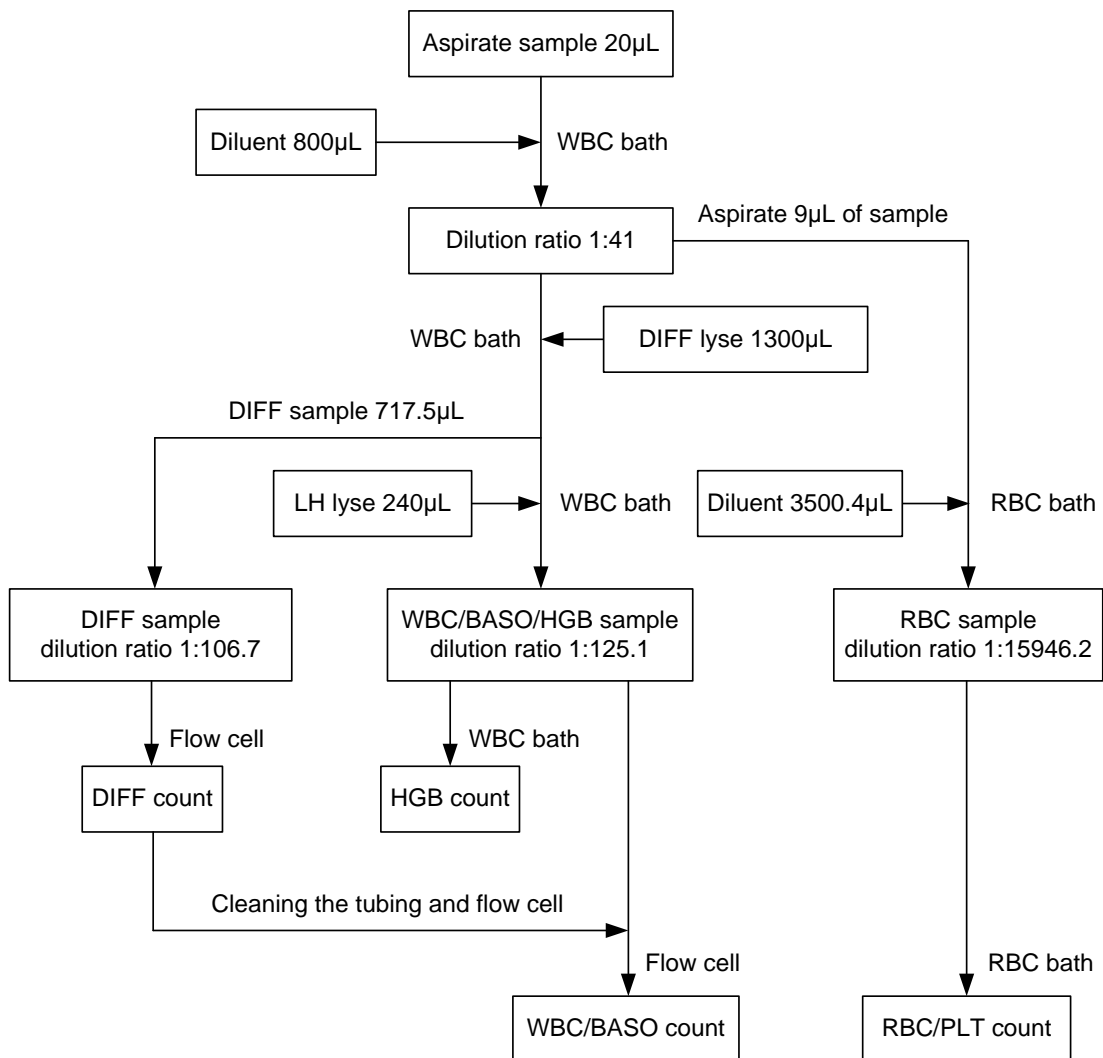 Aspirate sample 20µL
Diluent 800µL
WBC bath
Aspirate 9µL of sample
Dilution ratio 1:41
WBC bath
DIFF lyse 1300µL
DIFF sample 717.5µL
LH lyse 240µL
WBC bath
Diluent 3500.4µL
RBC bath
DIFF sample
dilution ratio 1:106.7
WBC/BASO/HGB sample
dilution ratio 1:125.1
RBC sample
dilution ratio 1:15946.2
Flow cell
WBC bath
DIFF count
HGB count
Cleaning the tubing and flow cell
Flow cell
RBC bath
WBC/BASO count
RBC/PLT count